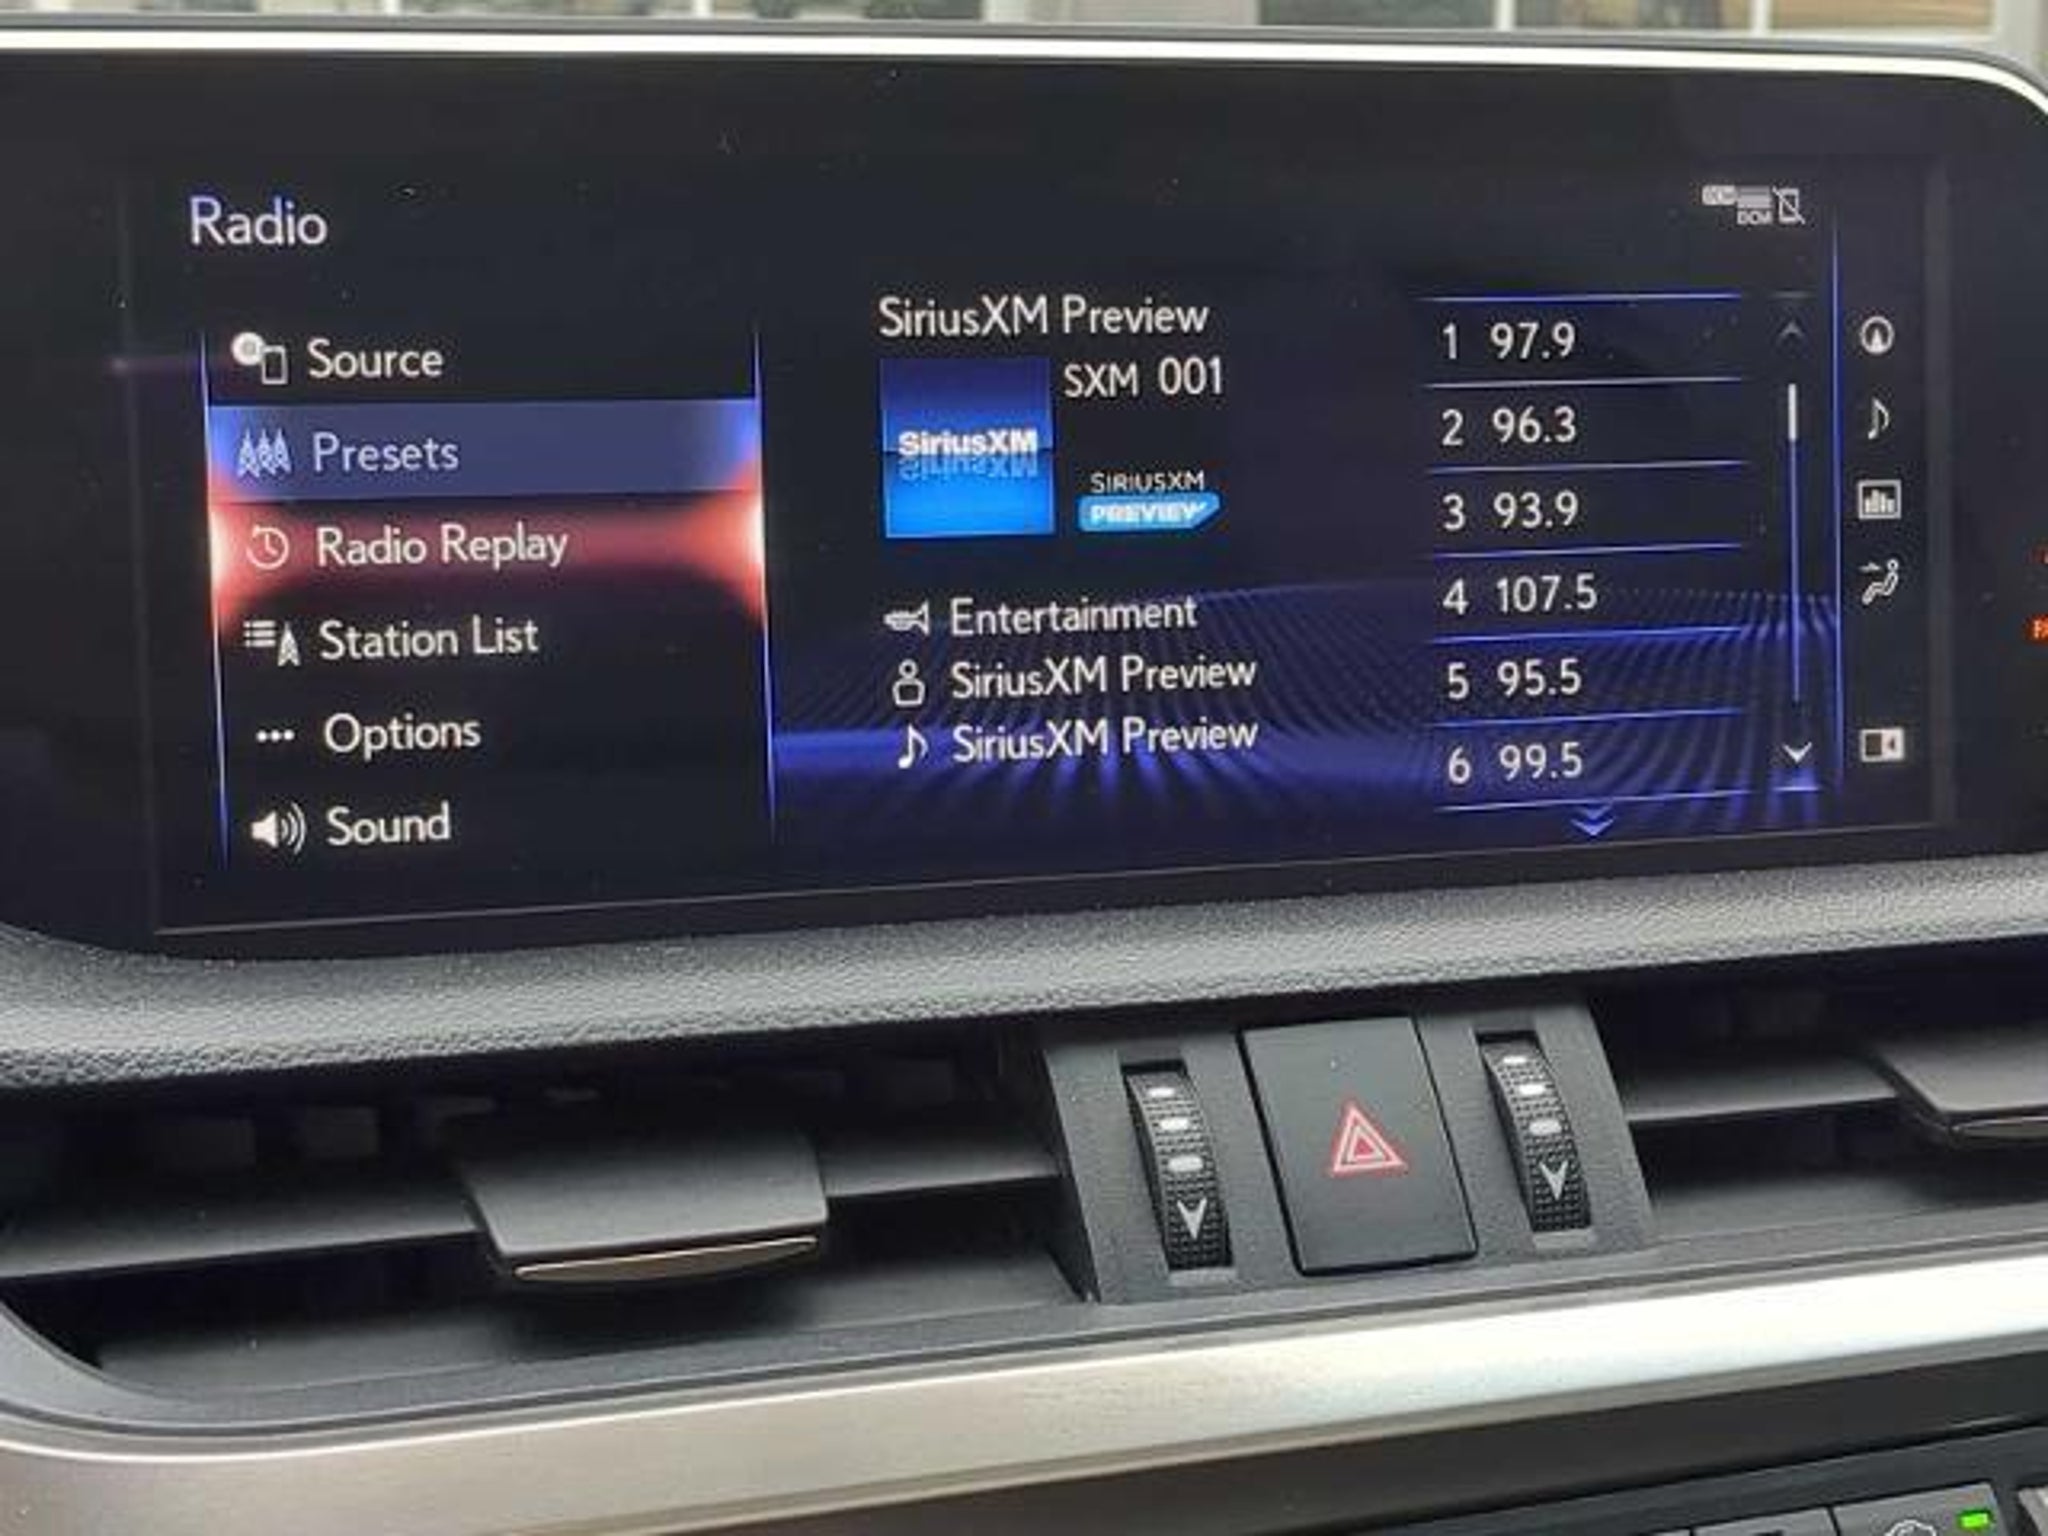 Radio
DCM
DCM
Source
Presets
Radio Replay
Station List
Options
Sound
SiriusXM Preview
SXM 001
SiriusXM
SIRIUSXM
PREVIEW
Entertainment
SiriusXM Preview
SiriusXM Preview
1 97.9
2 96.3
3 93.9
4 107.5
5 95.5
6 99.5